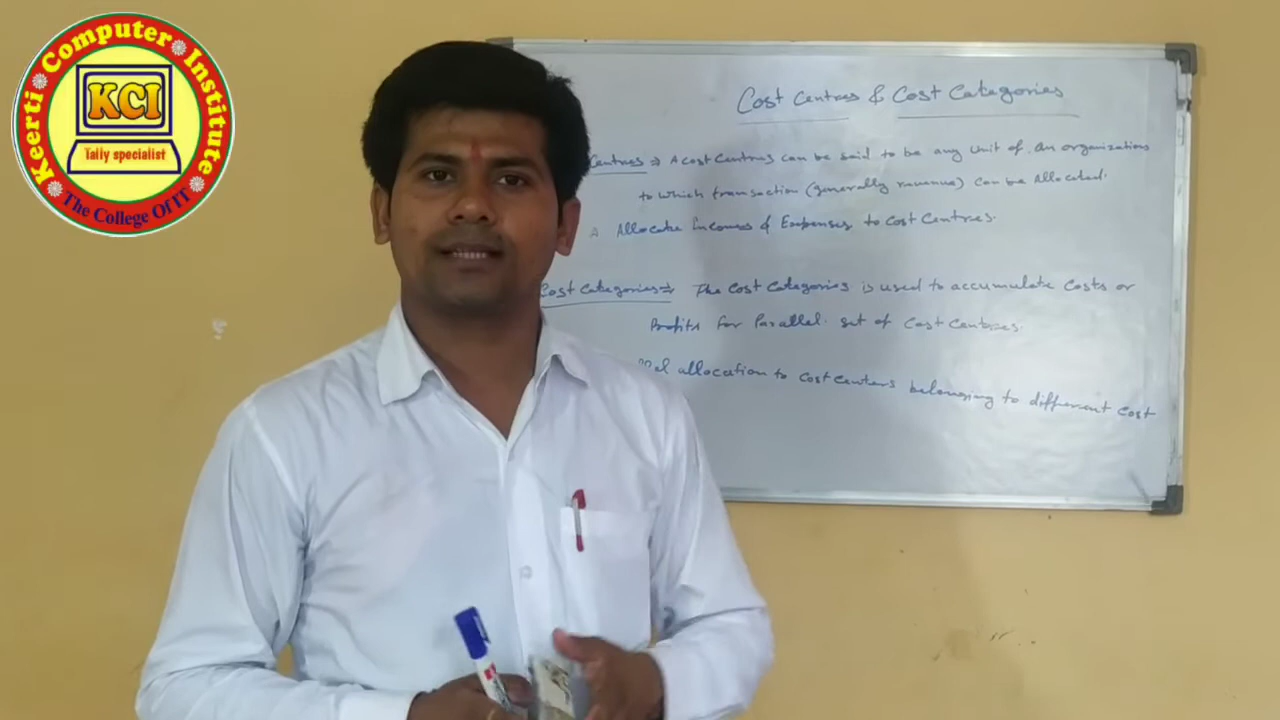 Keerti Computer Institute
KCI
Tally specialist
The College Of IT
Cost Centres & Cost Categories
Centres ⇒ A Cost Centres can be said to be any Unit of an organizations
to which transaction (generally revenue) can be Allocated.
Allocate Incomes & Expenses to Cost Centres.
Cost Categories ⇒ The Cost Categories is used to accumulate costs or
Profits for Parallel set of Cost Centres.
allocation to Cost Centers belonging to different Cost